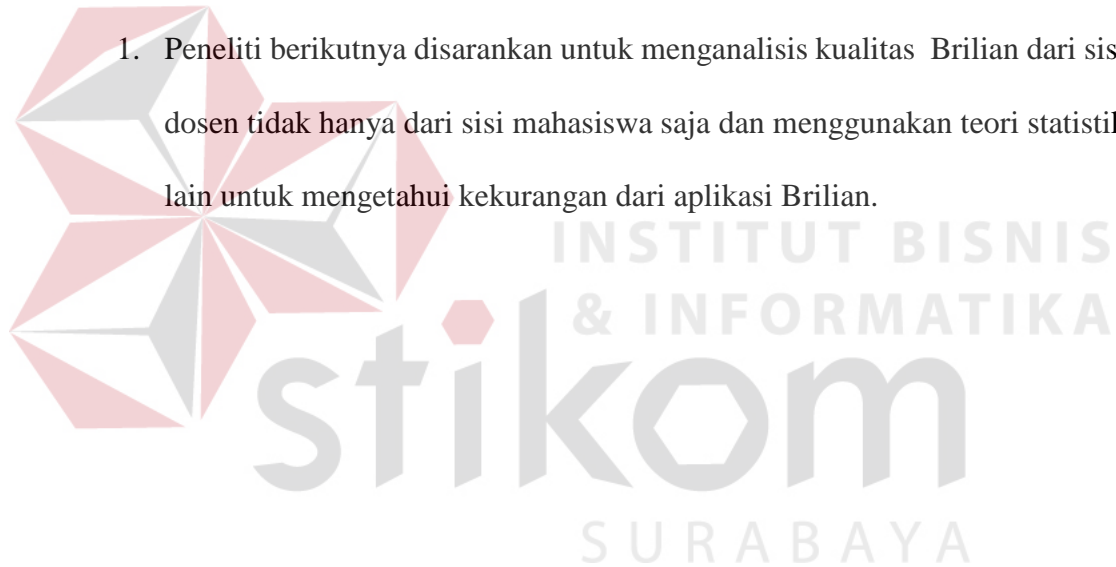 1. Peneliti berikutnya disarankan untuk menganalisis kualitas Brilian dari sis
dosen tidak hanya dari sisi mahasiswa saja dan menggunakan teori statisti
lain untuk mengetahui kekurangan dari aplikasi Brilian.
INSTITUT BISNIS
& INFORMATIKA
stikom
SURABAYA